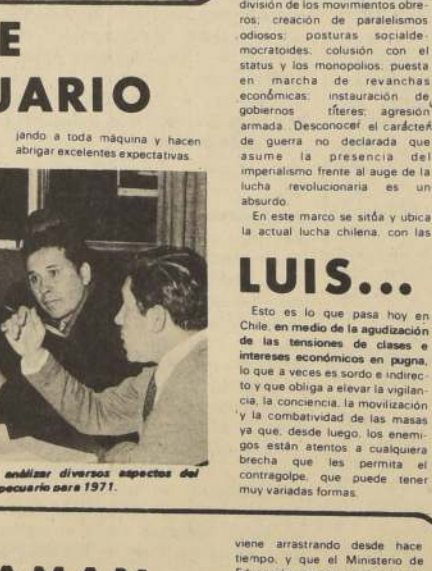 E
UARIO
jando a toda máquina y hacen
abrigar excelentes expectativas.
análizar diversos aspectos del
pecuario para 1971.
división de los movimientos obre-
ros; creación de paralelismos
odiosos; posturas socialde-
mocratoides; colusión con el
status y los monopolios; puesta
en marcha de revanchas
económicas; instauración de
gobiernos títeres; agresión
armada. Desconocer el carácter
de guerra no declarada que
asume la presencia del
imperialismo frente al auge de la
lucha revolucionaria es un
absurdo.
En este marco se sitúa y ubica
la actual lucha chilena, con las
LUIS...
Esto es lo que pasa hoy en
Chile, en medio de la agudización
de las tensiones de clases e
intereses económicos en pugna,
lo que a veces es sordo e indirec-
to y que obliga a elevar la vigilan-
cia, la conciencia, la movilización
y la combatividad de las masas
ya que, desde luego, los enemi-
gos están atentos a cualquiera
brecha que les permita el
contragolpe, que puede tener
muy variadas formas.
viene arrastrando desde hace
tiempo, y que el Ministerio de